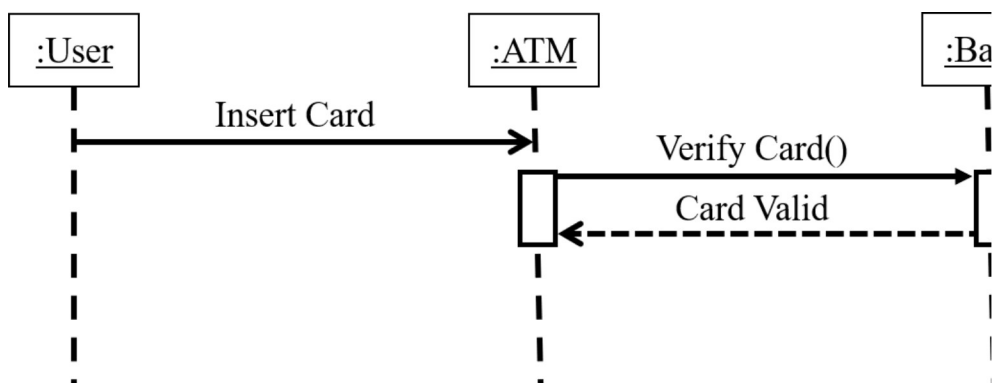 :User
:ATM
:Ba
Insert Card
Verify Card()
Card Valid